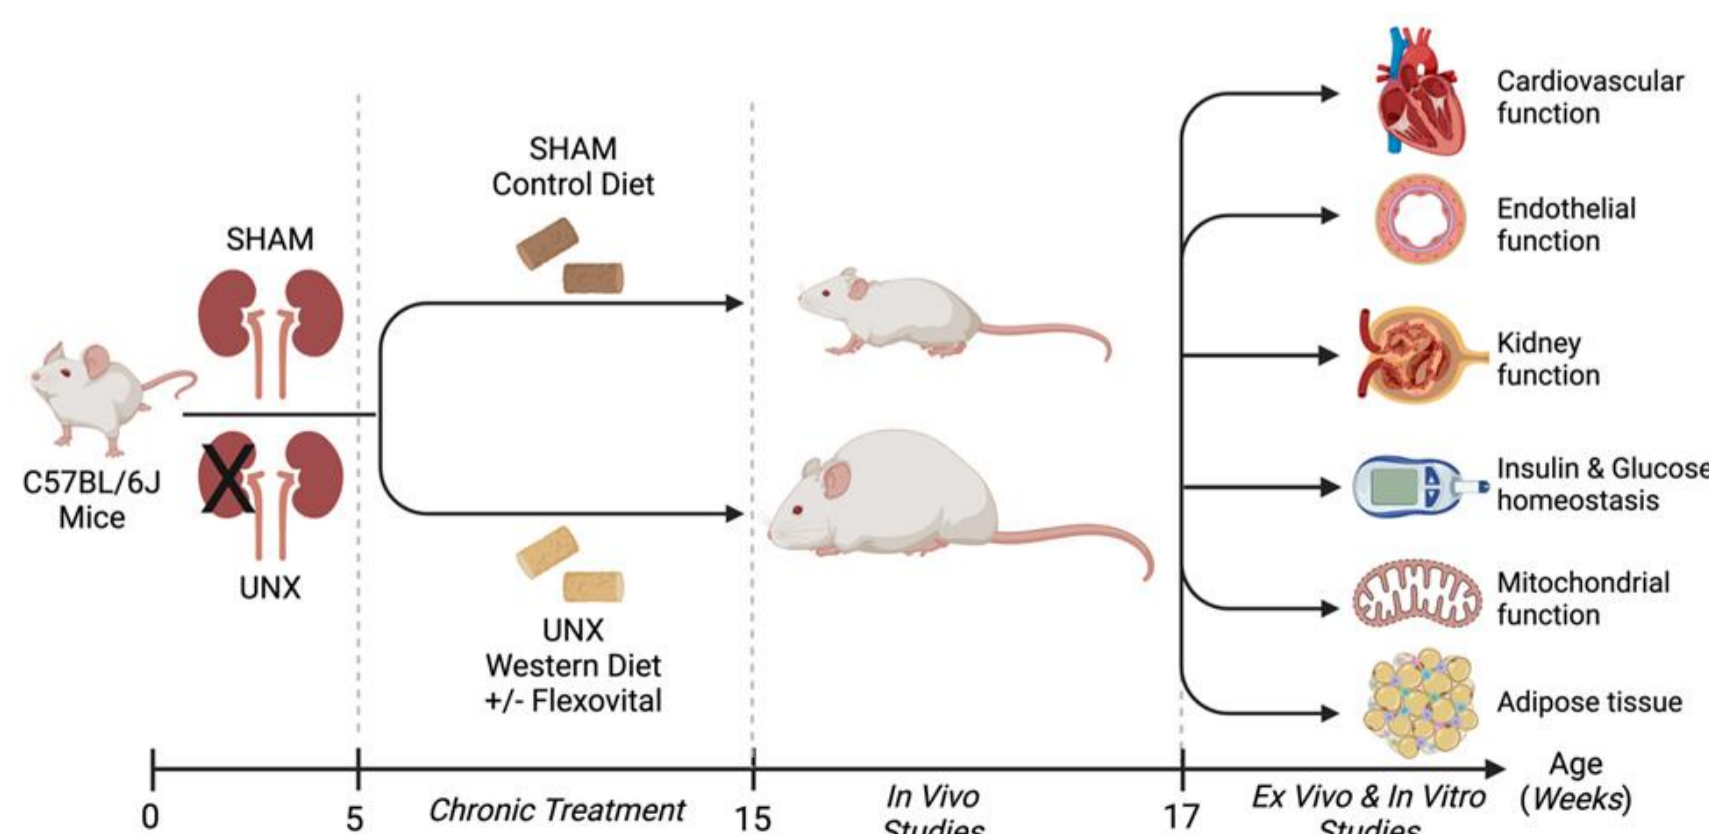 C57BL/6J
Mice
SHAM
X
UNX
SHAM
Control Diet
UNX
Western Diet
+/- Flexovital
Cardiovascular
function
Endothelial
function
Kidney
function
Insulin & Glucose
homeostasis
Mitochondrial
function
Adipose tissue
0
5
Chronic Treatment
15
In Vivo
Studies
17
Ex Vivo & In Vitro
Studies
Age
(Weeks)